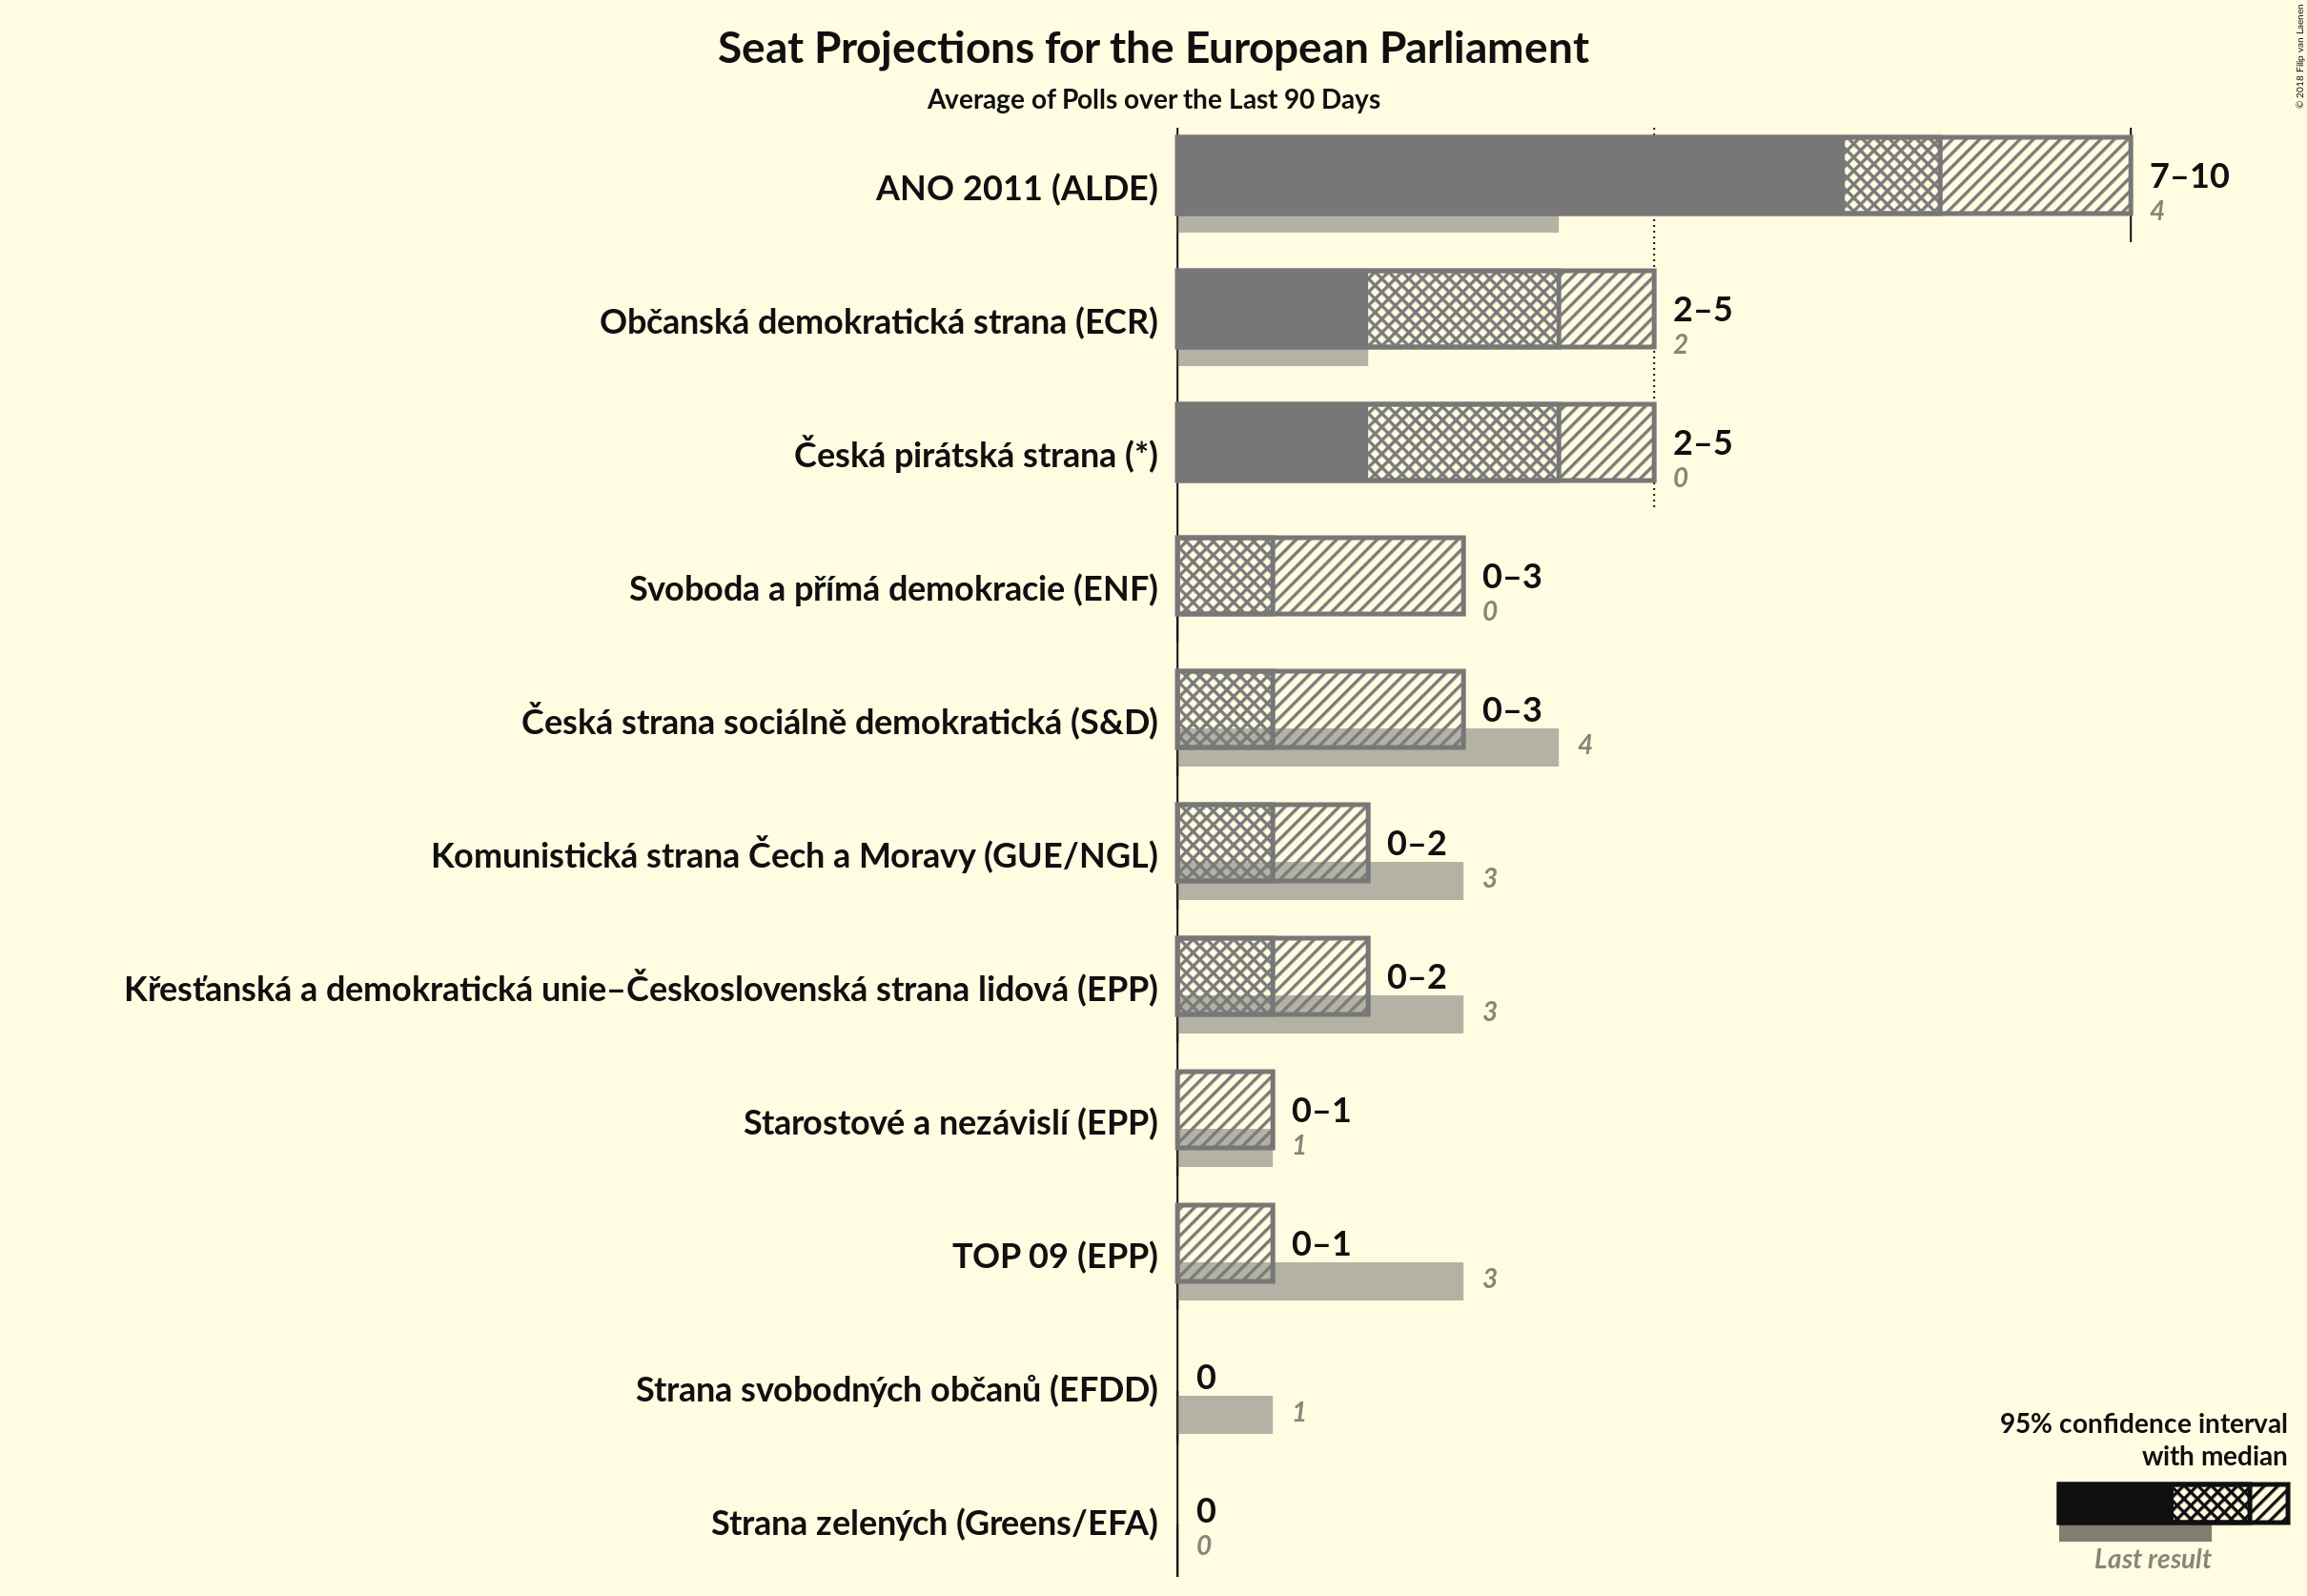 Seat Projections for the European Parliament
Average of Polls over the Last 90 Days
© 2018 Filip van Laenen
ANO 2011 (ALDE)
7–10
4
Občanská demokratická strana (ECR)
2–5
2
Česká pirátská strana (*)
2–5
0
Svoboda a přímá demokracie (ENF)
0–3
0
Česká strana sociálně demokratická (S&D)
0–3
4
Komunistická strana Čech a Moravy (GUE/NGL)
0–2
3
Křesťanská a demokratická unie–Československá strana lidová (EPP)
0–2
3
Starostové a nezávislí (EPP)
0–1
1
TOP 09 (EPP)
0–1
3
Strana svobodných občanů (EFDD)
0
1
Strana zelených (Greens/EFA)
0
0
95% confidence interval
with median
Last result